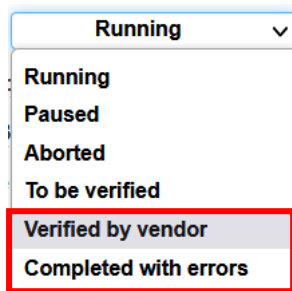 Running
Running
Paused
Aborted
To be verified
Verified by vendor
Completed with errors